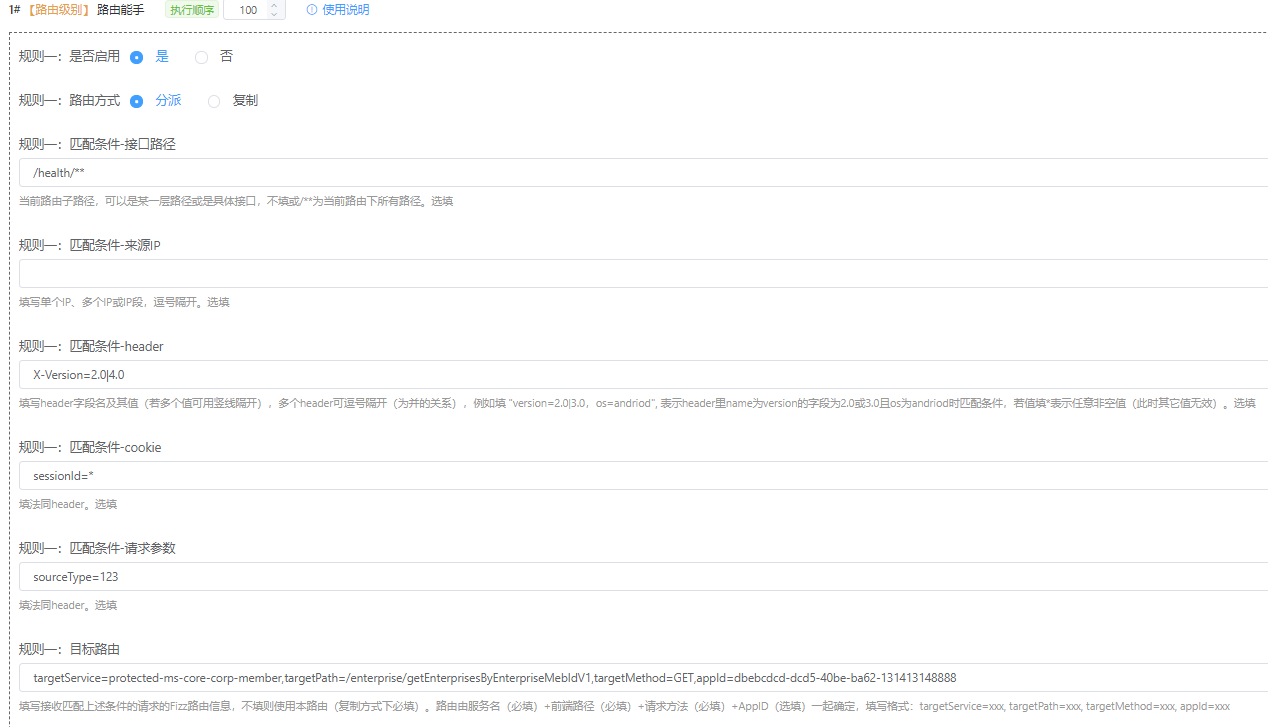 1# 【路由级别】 路由能手 执行顺序 100 使用说明
规则一：是否启用 是 否
规则一：路由方式 分派 复制
规则一：匹配条件-接口路径
/health/**
当前路由子路径，可以是某一层路径或是具体接口，不填或/**为当前路由下所有路径。选填
规则一：匹配条件-来源IP
填写单个IP、多个IP或IP段，逗号隔开。选填
规则一：匹配条件-header
X-Version=2.0|4.0
填写header字段名及其值（若多个值可用竖线隔开），多个header可逗号隔开（为并的关系），例如填 "version=2.0|3.0，os=andriod", 表示header里name为version的字段为2.0或3.0且os为andriod时匹配条件，若值填*表示任意非空值（此时其它值无效）。选填
规则一：匹配条件-cookie
sessionId=*
填法同header。选填
规则一：匹配条件-请求参数
sourceType=123
填法同header。选填
规则一：目标路由
targetService=protected-ms-core-corp-member,targetPath=/enterprise/getEnterprisesByEnterpriseMebIdV1,targetMethod=GET,appId=dbebcdcd-dcd5-40be-ba62-131413148888
填写接收匹配上述条件的请求的Fizz路由信息，不填则使用本路由（复制方式下必填）。路由由服务名（必填）+前端路径（必填）+请求方法（必填）+AppID（选填）一起确定，填写格式：targetService=xxx, targetPath=xxx, targetMethod=xxx, appId=xxx